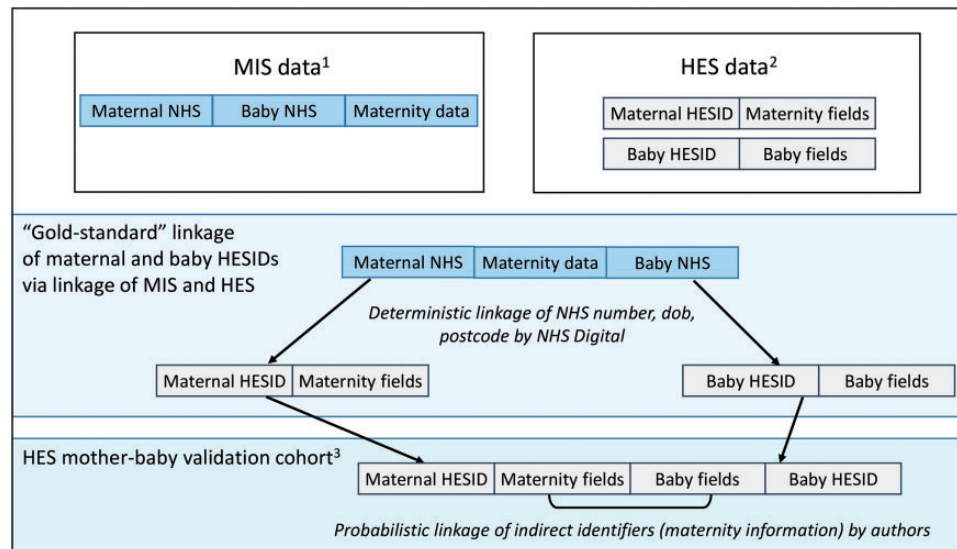 MIS data¹
Maternal NHS Baby NHS Maternity data
HES data²
Maternal HESID Maternity fields
Baby HESID Baby fields
“Gold-standard” linkage
of maternal and baby HESIDs
via linkage of MIS and HES
Maternal NHS Maternity data Baby NHS
Deterministic linkage of NHS number, dob,
postcode by NHS Digital
Maternal HESID Maternity fields
Baby HESID Baby fields
HES mother-baby validation cohort³
Maternal HESID Maternity fields Baby fields Baby HESID
Probabilistic linkage of indirect identifiers (maternity information) by authors